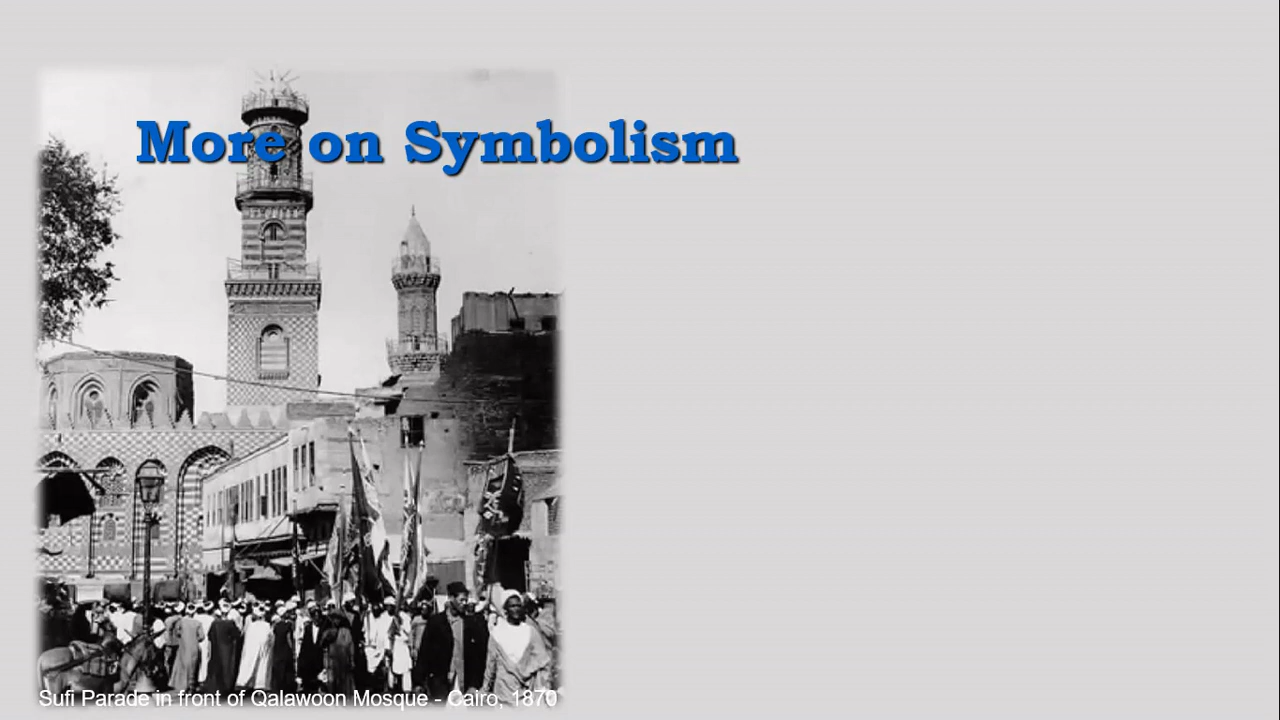 More on Symbolism
Sufi Parade in front of Qalawoon Mosque - Cairo, 1870